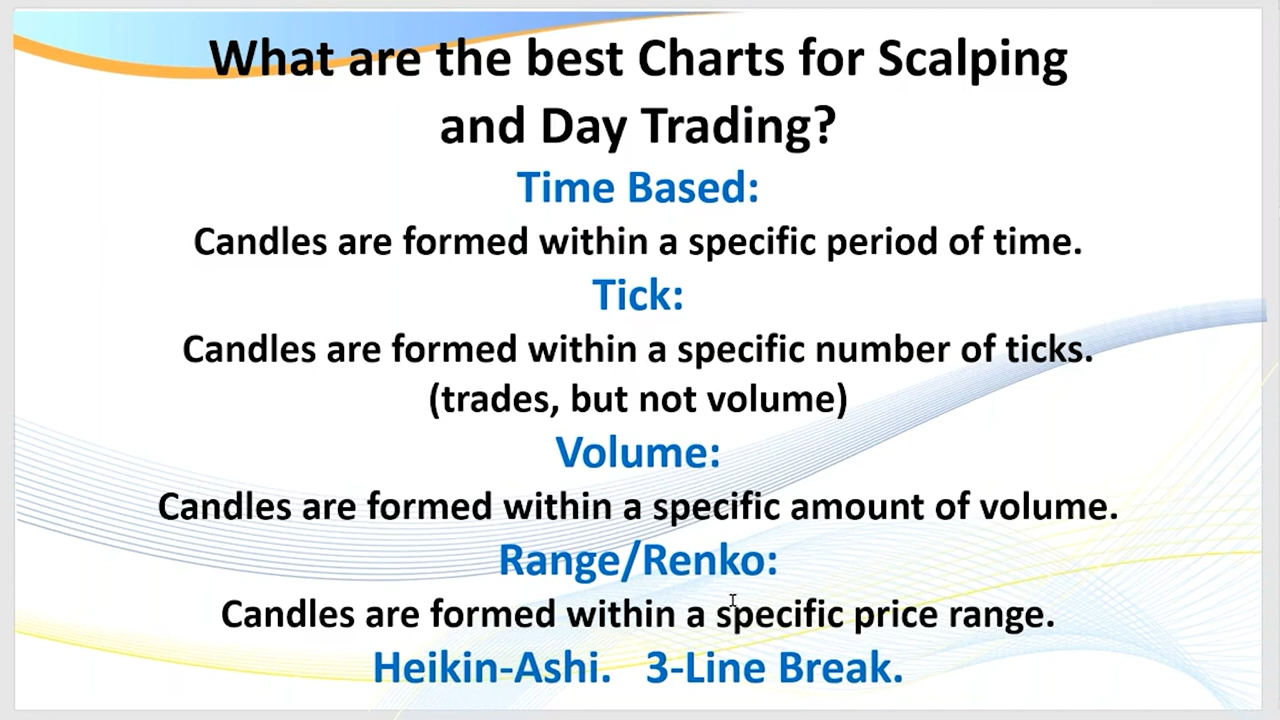 What are the best Charts for Scalping
and Day Trading?
Time Based:
Candles are formed within a specific period of time.
Tick:
Candles are formed within a specific number of ticks.
(trades, but not volume)
Volume:
Candles are formed within a specific amount of volume.
Range/Renko:
Candles are formed within a specific price range.
Heikin-Ashi.   3-Line Break.